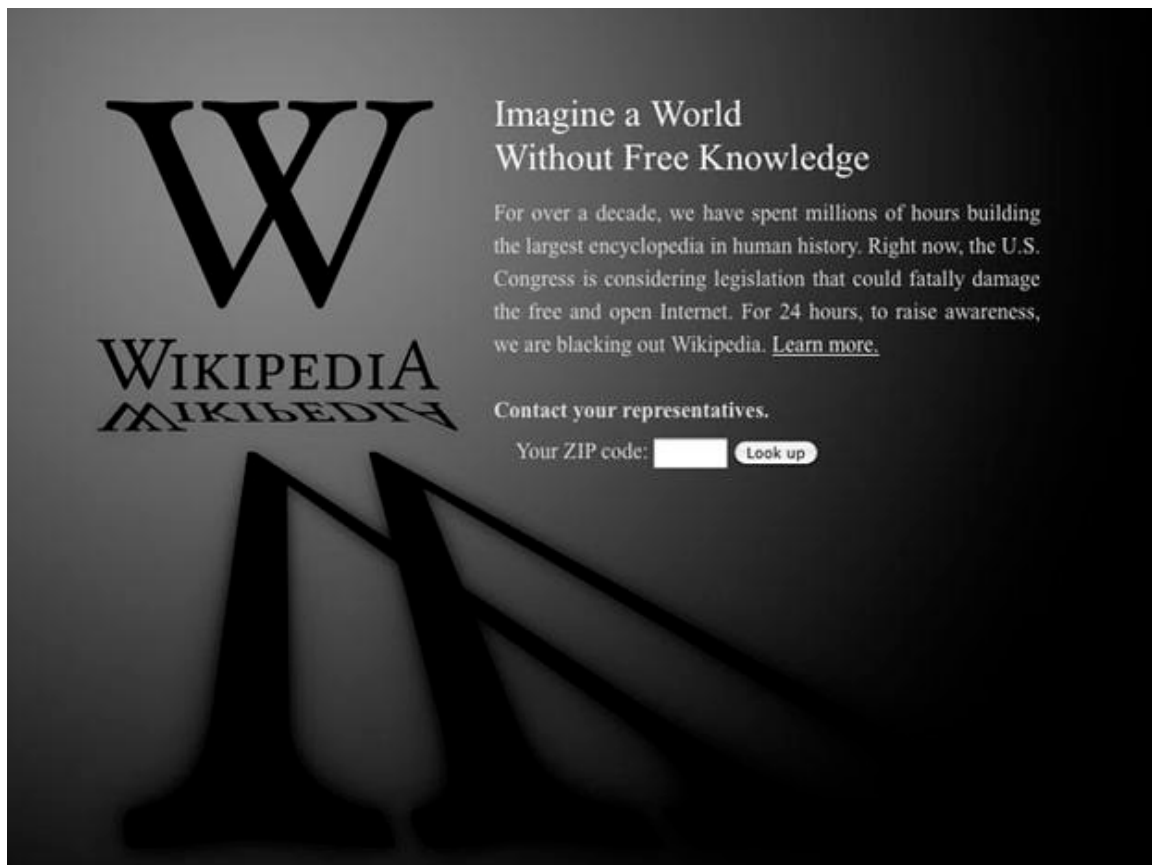 W
WIKIPEDIA
Imagine a World
Without Free Knowledge
For over a decade, we have spent millions of hours building
the largest encyclopedia in human history. Right now, the U.S.
Congress is considering legislation that could fatally damage
the free and open Internet. For 24 hours, to raise awareness,
we are blacking out Wikipedia. Learn more.
Contact your representatives.
Your ZIP code: Look up